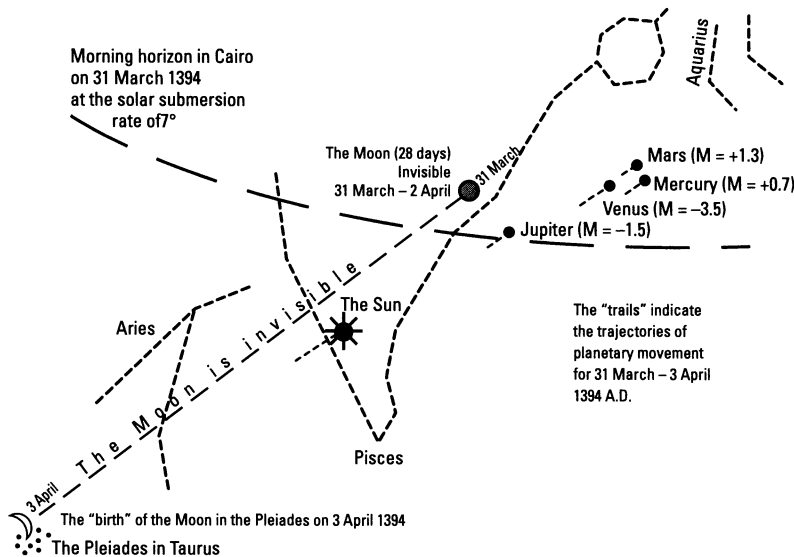 Morning horizon in Cairo
on 31 March 1394
at the solar submersion
rate of7°
Aquarius
The Moon (28 days)
Invisible
31 March – 2 April
31 March
Mars (M = +1.3)
Mercury (M = +0.7)
Venus (M = –3.5)
Jupiter (M = –1.5)
The Moon is invisible
The Sun
Aries
The "trails" indicate
the trajectories of
planetary movement
for 31 March – 3 April
1394 A.D.
Pisces
3 April
The "birth" of the Moon in the Pleiades on 3 April 1394
The Pleiades in Taurus